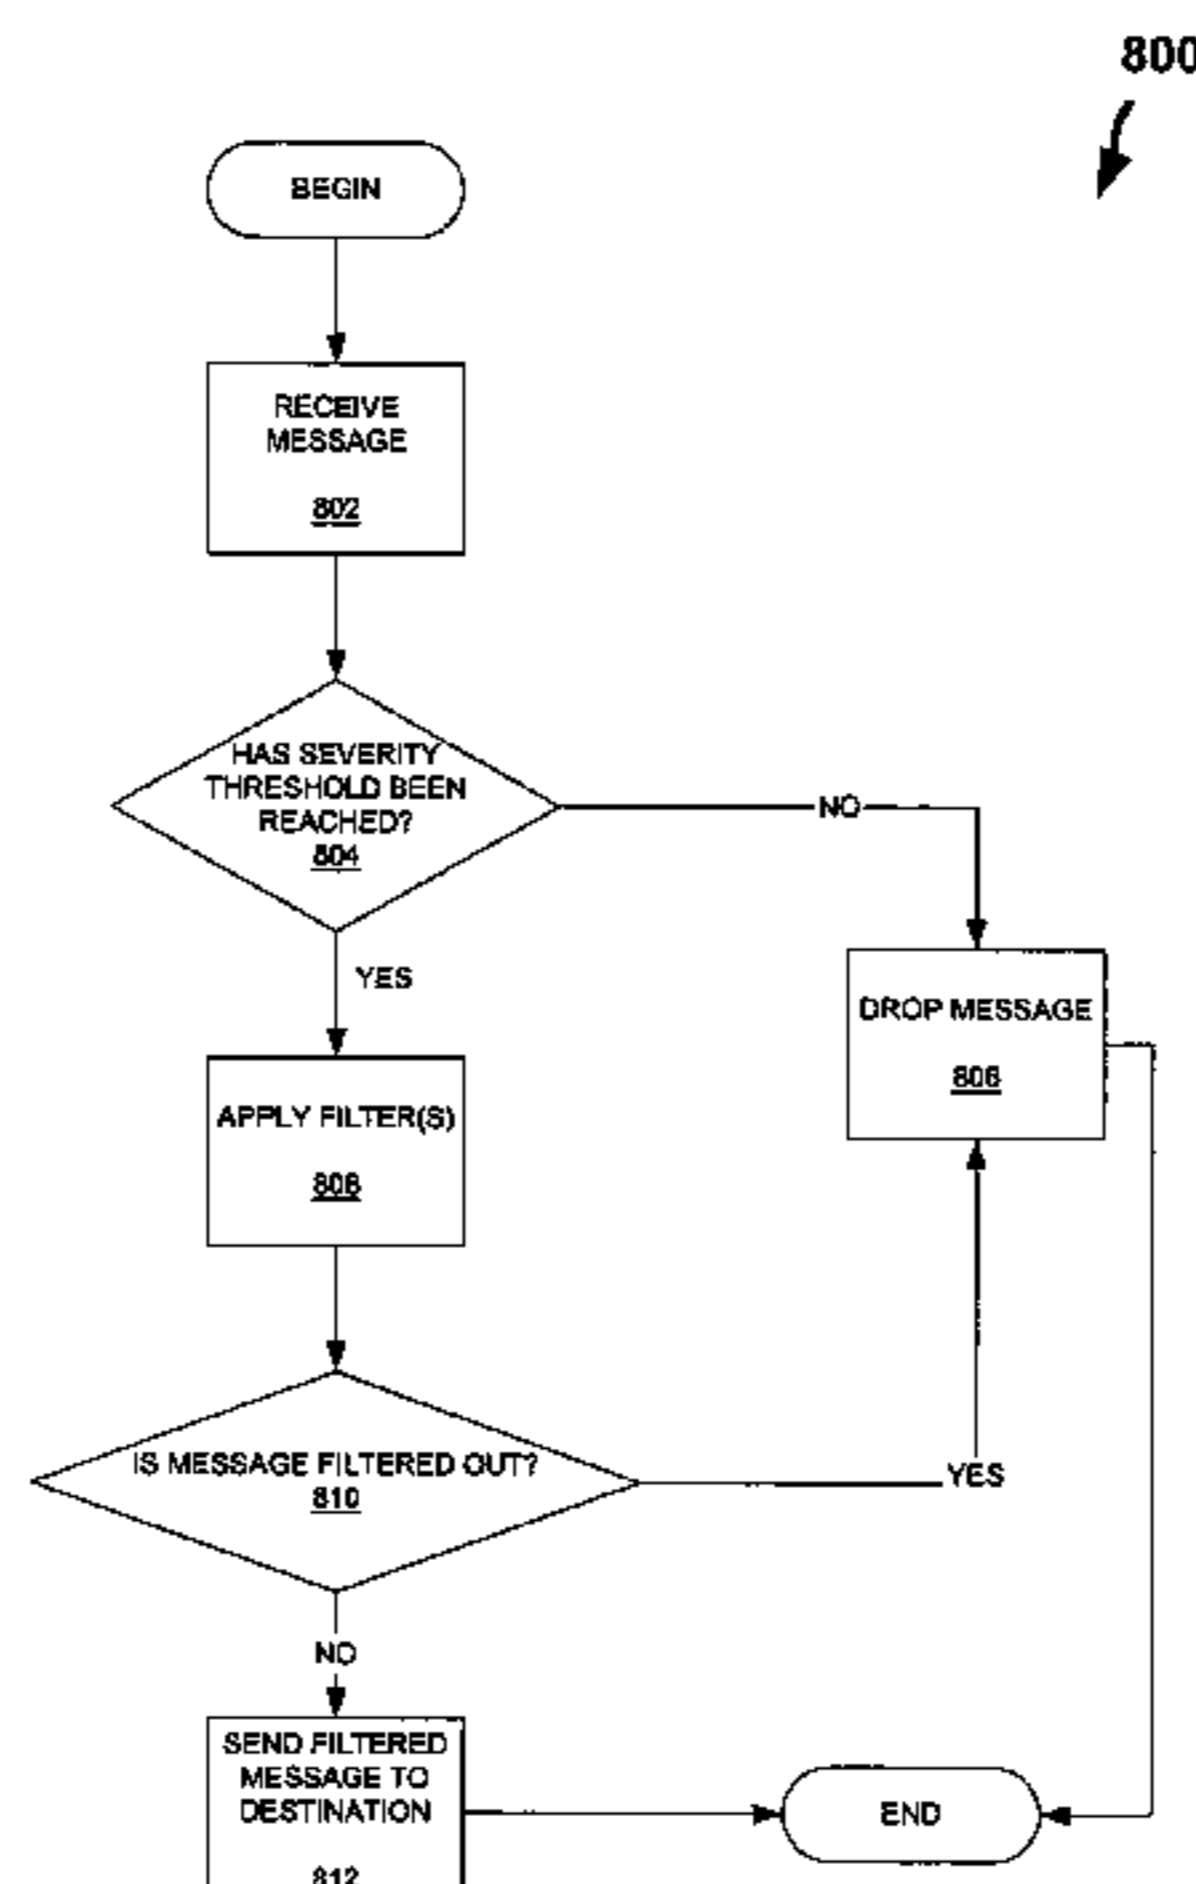 800
BEGIN
RECEIVE
MESSAGE
802
HAS SEVERITY
THRESHOLD BEEN
REACHED?
804
NO
YES
DROP MESSAGE
806
APPLY FILTER(S)
808
IS MESSAGE FILTERED OUT?
810
YES
NO
SEND FILTERED
MESSAGE TO
DESTINATION
812
END